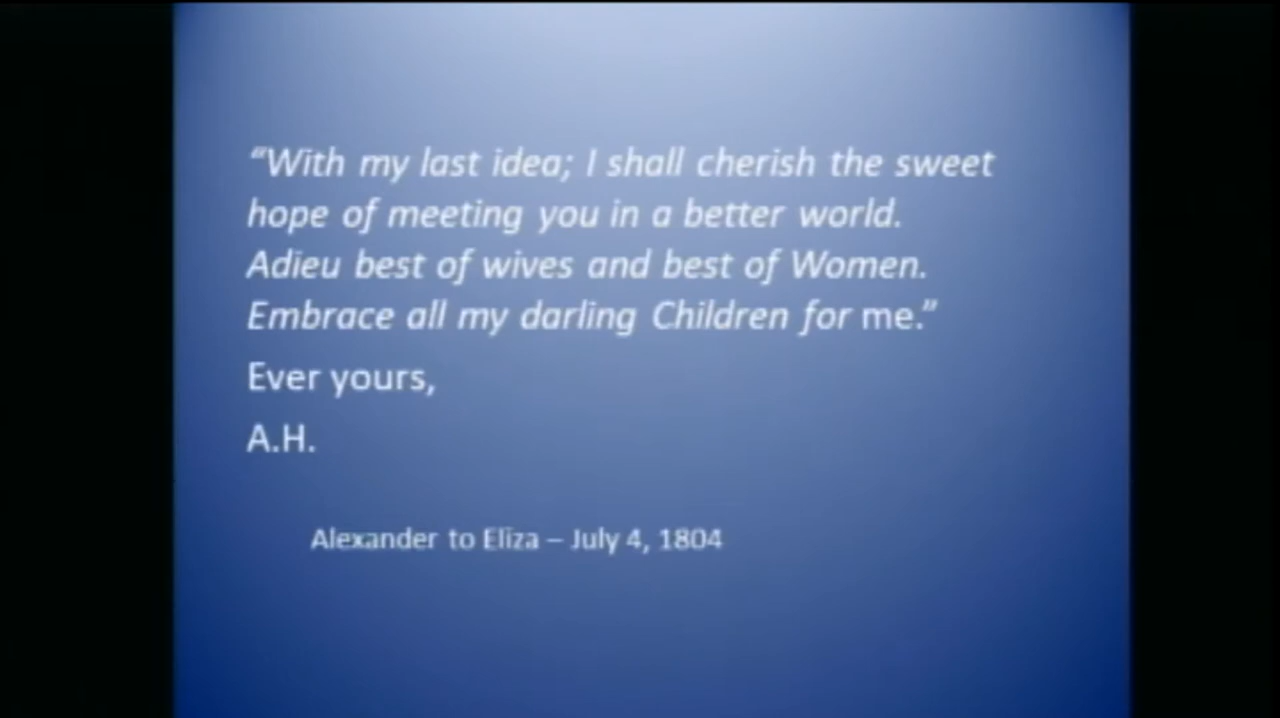 “With my last idea; I shall cherish the sweet
hope of meeting you in a better world.
Adieu best of wives and best of Women.
Embrace all my darling Children for me.”
Ever yours,
A.H.
Alexander to Eliza – July 4, 1804